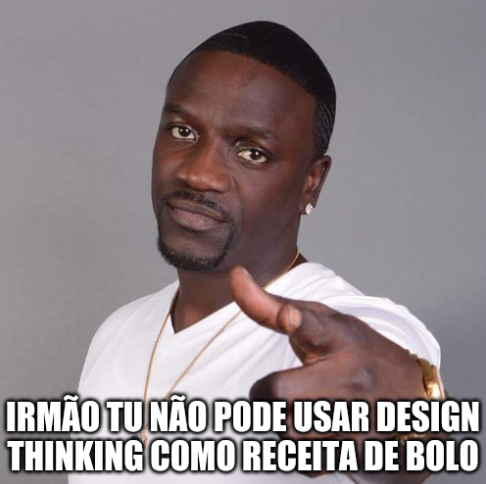 IRMÃO TU NÃO PODE USAR DESIGN
THINKING COMO RECEITA DE BOLO